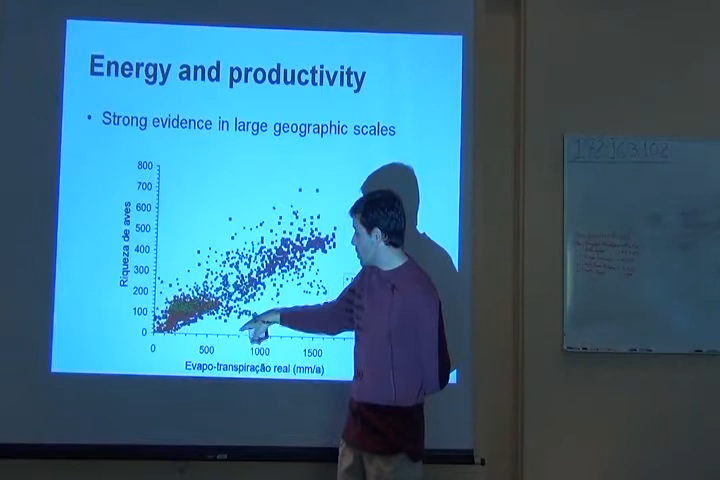 Energy and productivity
• Strong evidence in large geographic scales
800
700
600
500
400
300
200
100
0
Riqueza de aves
0 500 1000 1500
Evapo-transpiração real (mm/a)